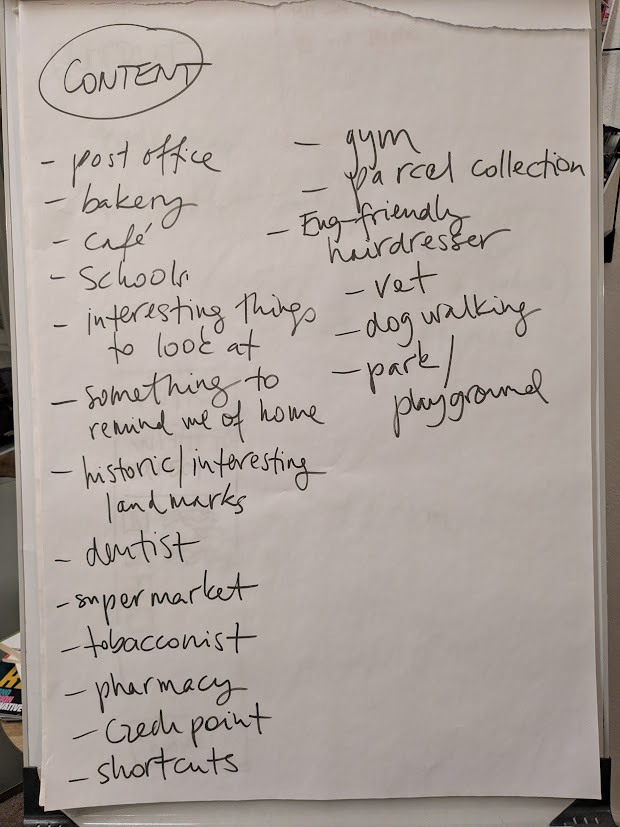 CONTENT
- post office
- bakery
- café
- schools
- interesting things
to look at
- something to
remind me of home
- historic/interesting
landmarks
- dentist
- supermarket
- tobacconist
- pharmacy
- Czech point
- shortcuts
- gym
- parcel collection
- Eng-friendly
hairdresser
- vet
- dog walking
- park/
playground